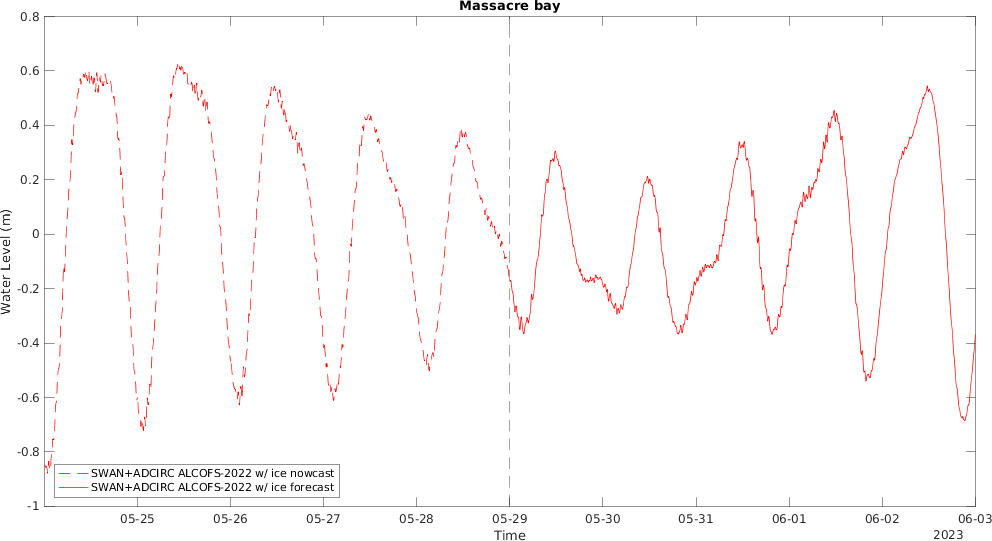 Massacre bay
0.8
0.6
0.4
0.2
0
-0.2
-0.4
-0.6
-0.8
-1
Water Level (m)
SWAN+ADCIRC ALCOFS-2022 w/ ice nowcast
SWAN+ADCIRC ALCOFS-2022 w/ ice forecast
05-25 05-26 05-27 05-28 05-29 05-30 05-31 06-01 06-02 06-03
Time
2023